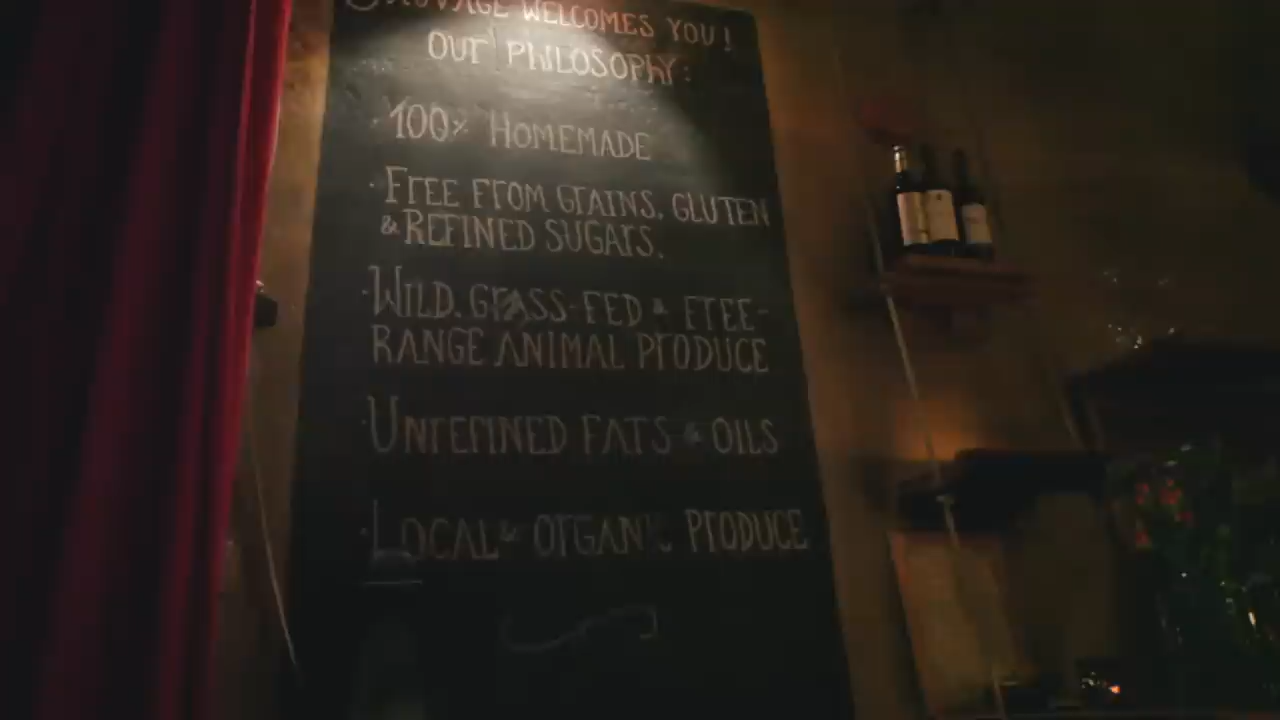 SAUVAGE WELCOMES YOU!
OUR PHILOSOPHY:
· 100% HOMEMADE
· FREE FROM GRAINS, GLUTEN
& REFINED SUGARS.
· WILD, GRASS-FED & FREE-
RANGE ANIMAL PRODUCE
· UNREFINED FATS & OILS
· LOCAL & ORGANIC PRODUCE